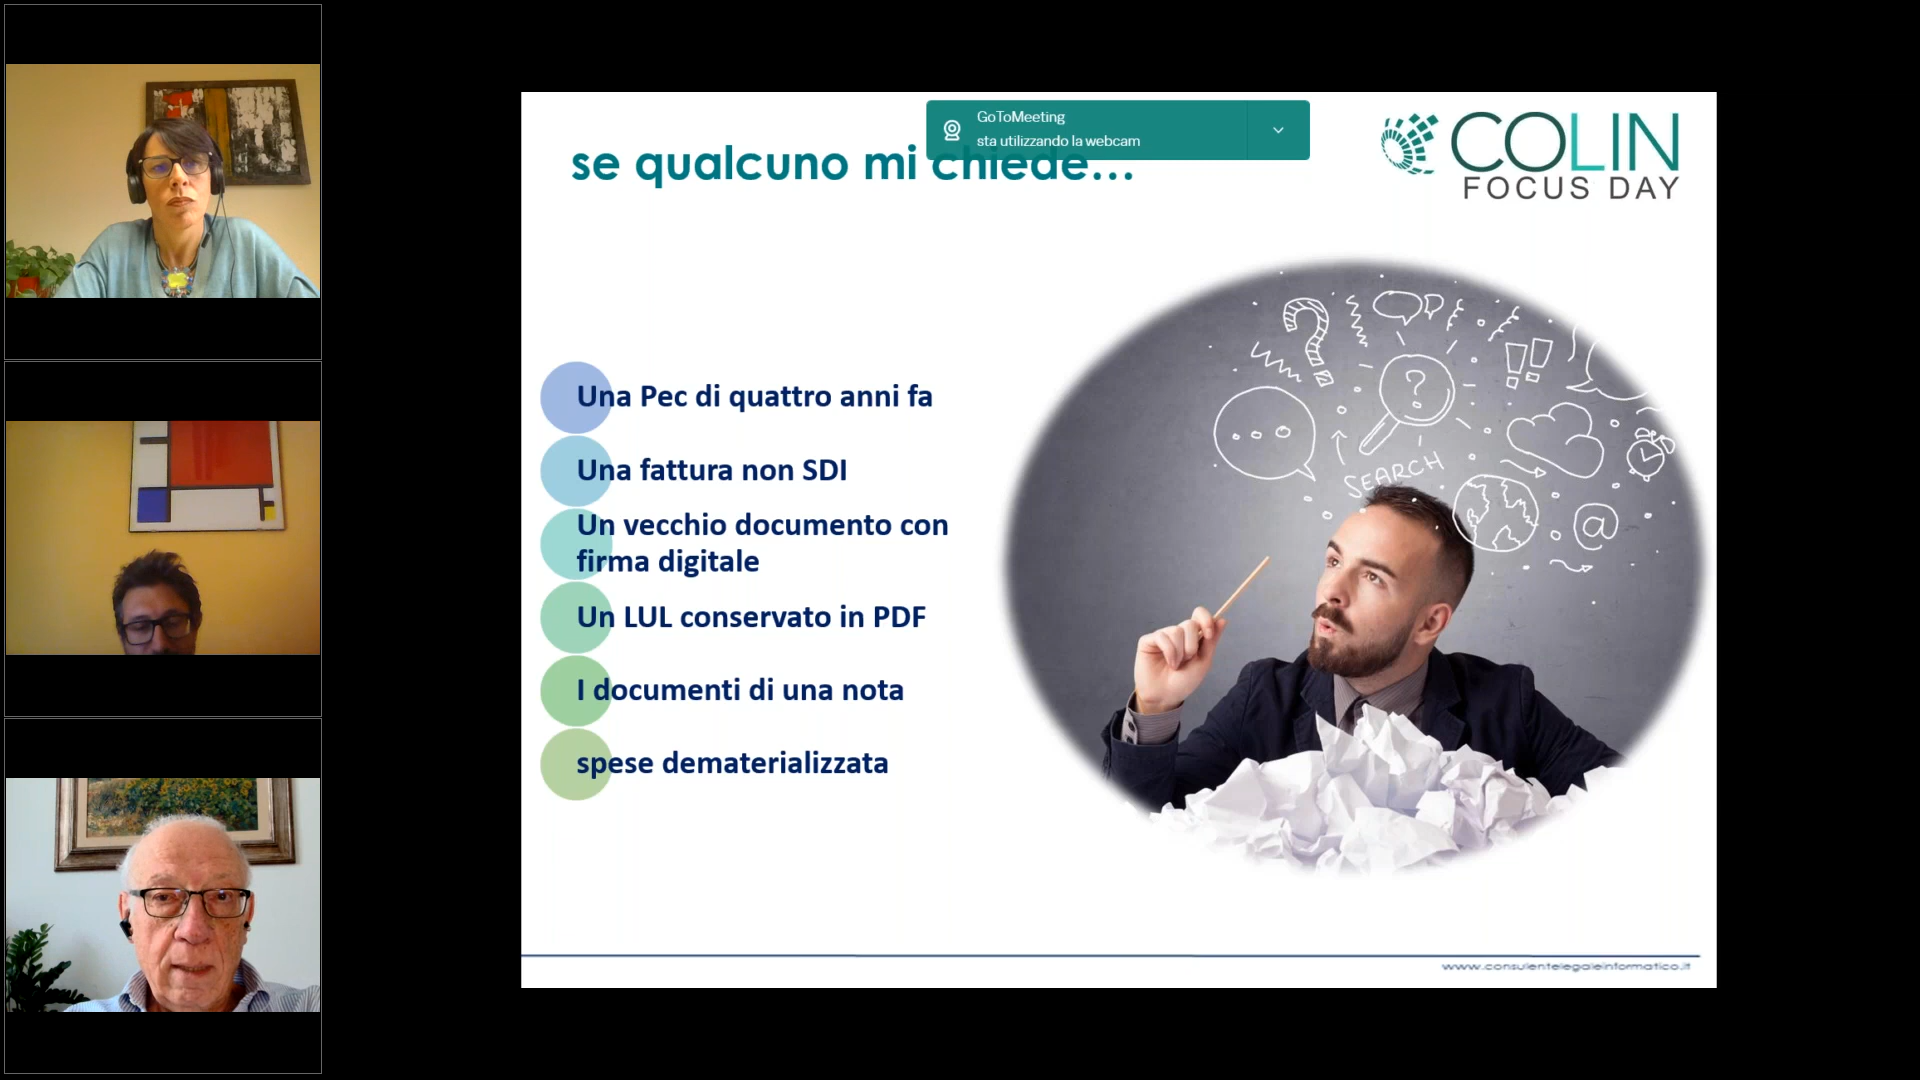 GoToMeeting
sta utilizzando la webcam
se qualcuno mi chiede...
COLIN
FOCUS DAY
Una Pec di quattro anni fa
Una fattura non SDI
Un vecchio documento con
firma digitale
Un LUL conservato in PDF
I documenti di una nota
spese dematerializzata
?
?
SEARCH
@
www.consulentelegaleinformatico.it